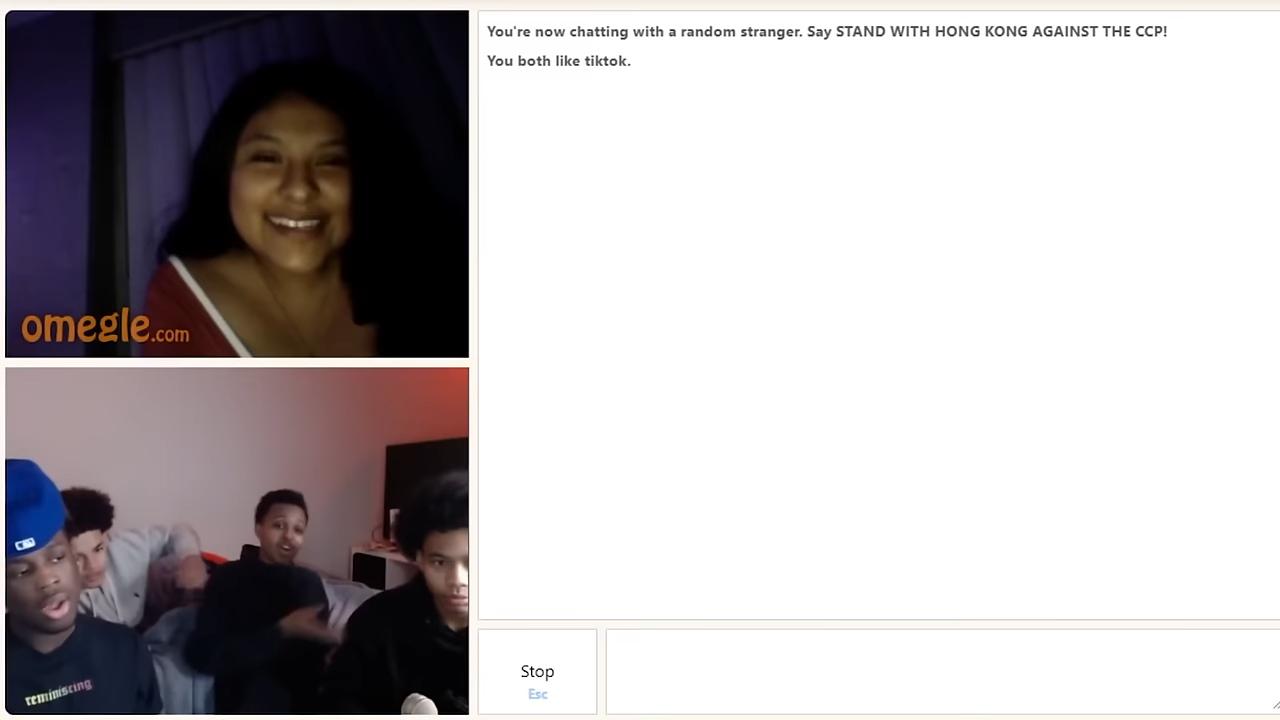 You're now chatting with a random stranger. Say STAND WITH HONG KONG AGAINST THE CCP!
You both like tiktok.
omegle.com
reminiscing
Stop
Esc